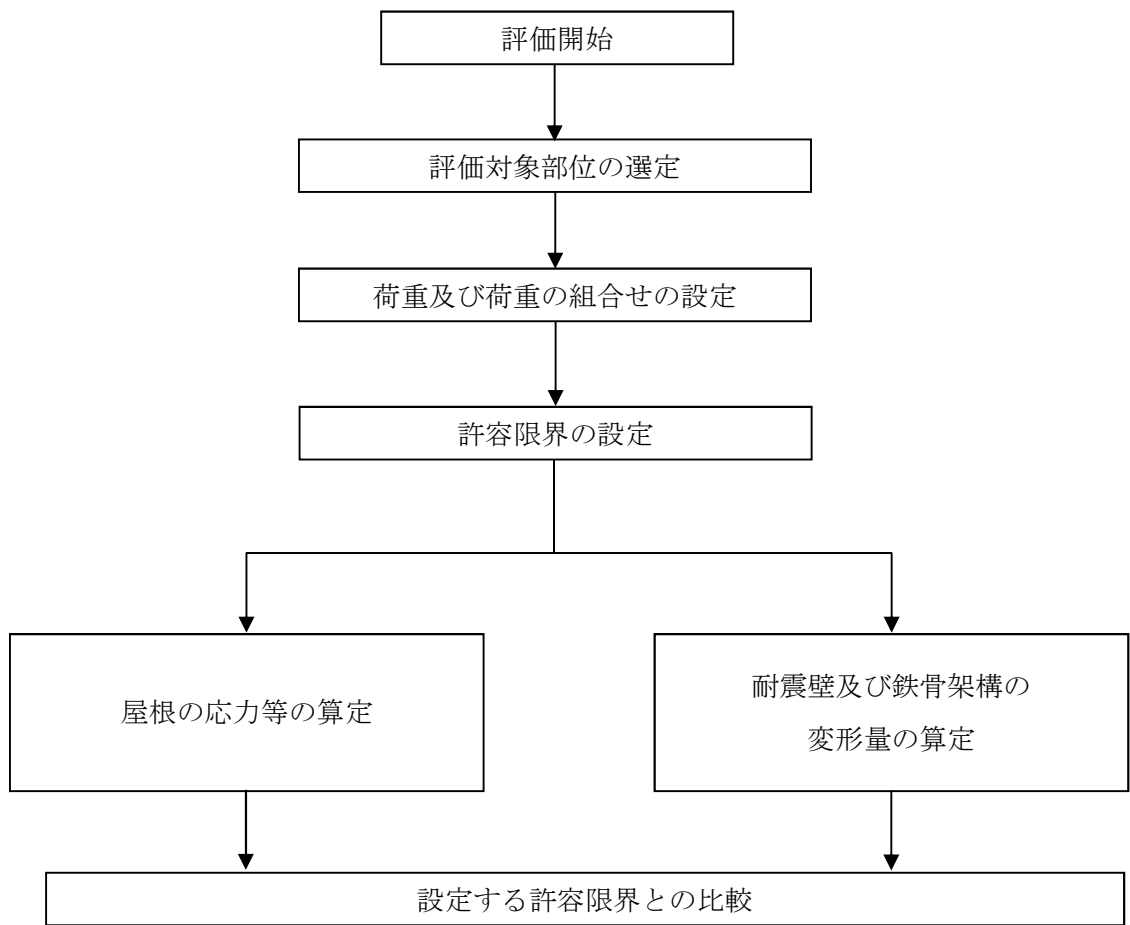 評価開始
評価対象部位の選定
荷重及び荷重の組合せの設定
許容限界の設定
屋根の応力等の算定
耐震壁及び鉄骨架構の
変形量の算定
設定する許容限界との比較